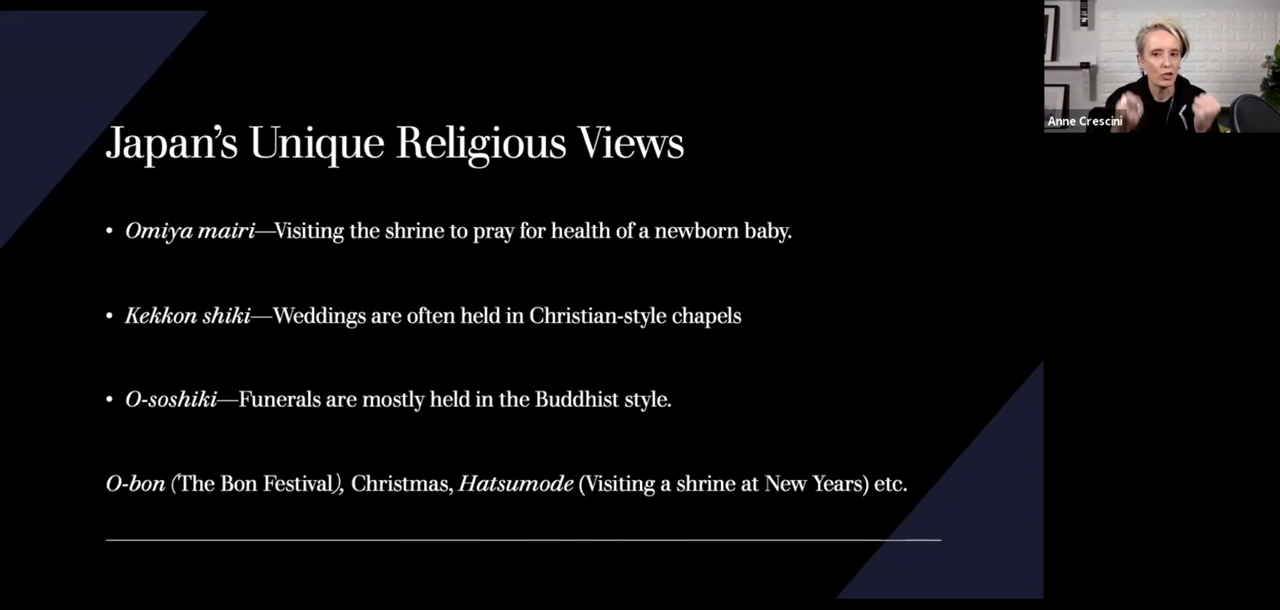 Japan's Unique Religious Views
• Omiya mairi—Visiting the shrine to pray for health of a newborn baby.
• Kekkon shiki—Weddings are often held in Christian-style chapels
• O-soshiki—Funerals are mostly held in the Buddhist style.
O-bon (The Bon Festival), Christmas, Hatsumode (Visiting a shrine at New Years) etc.
Anne Crescini